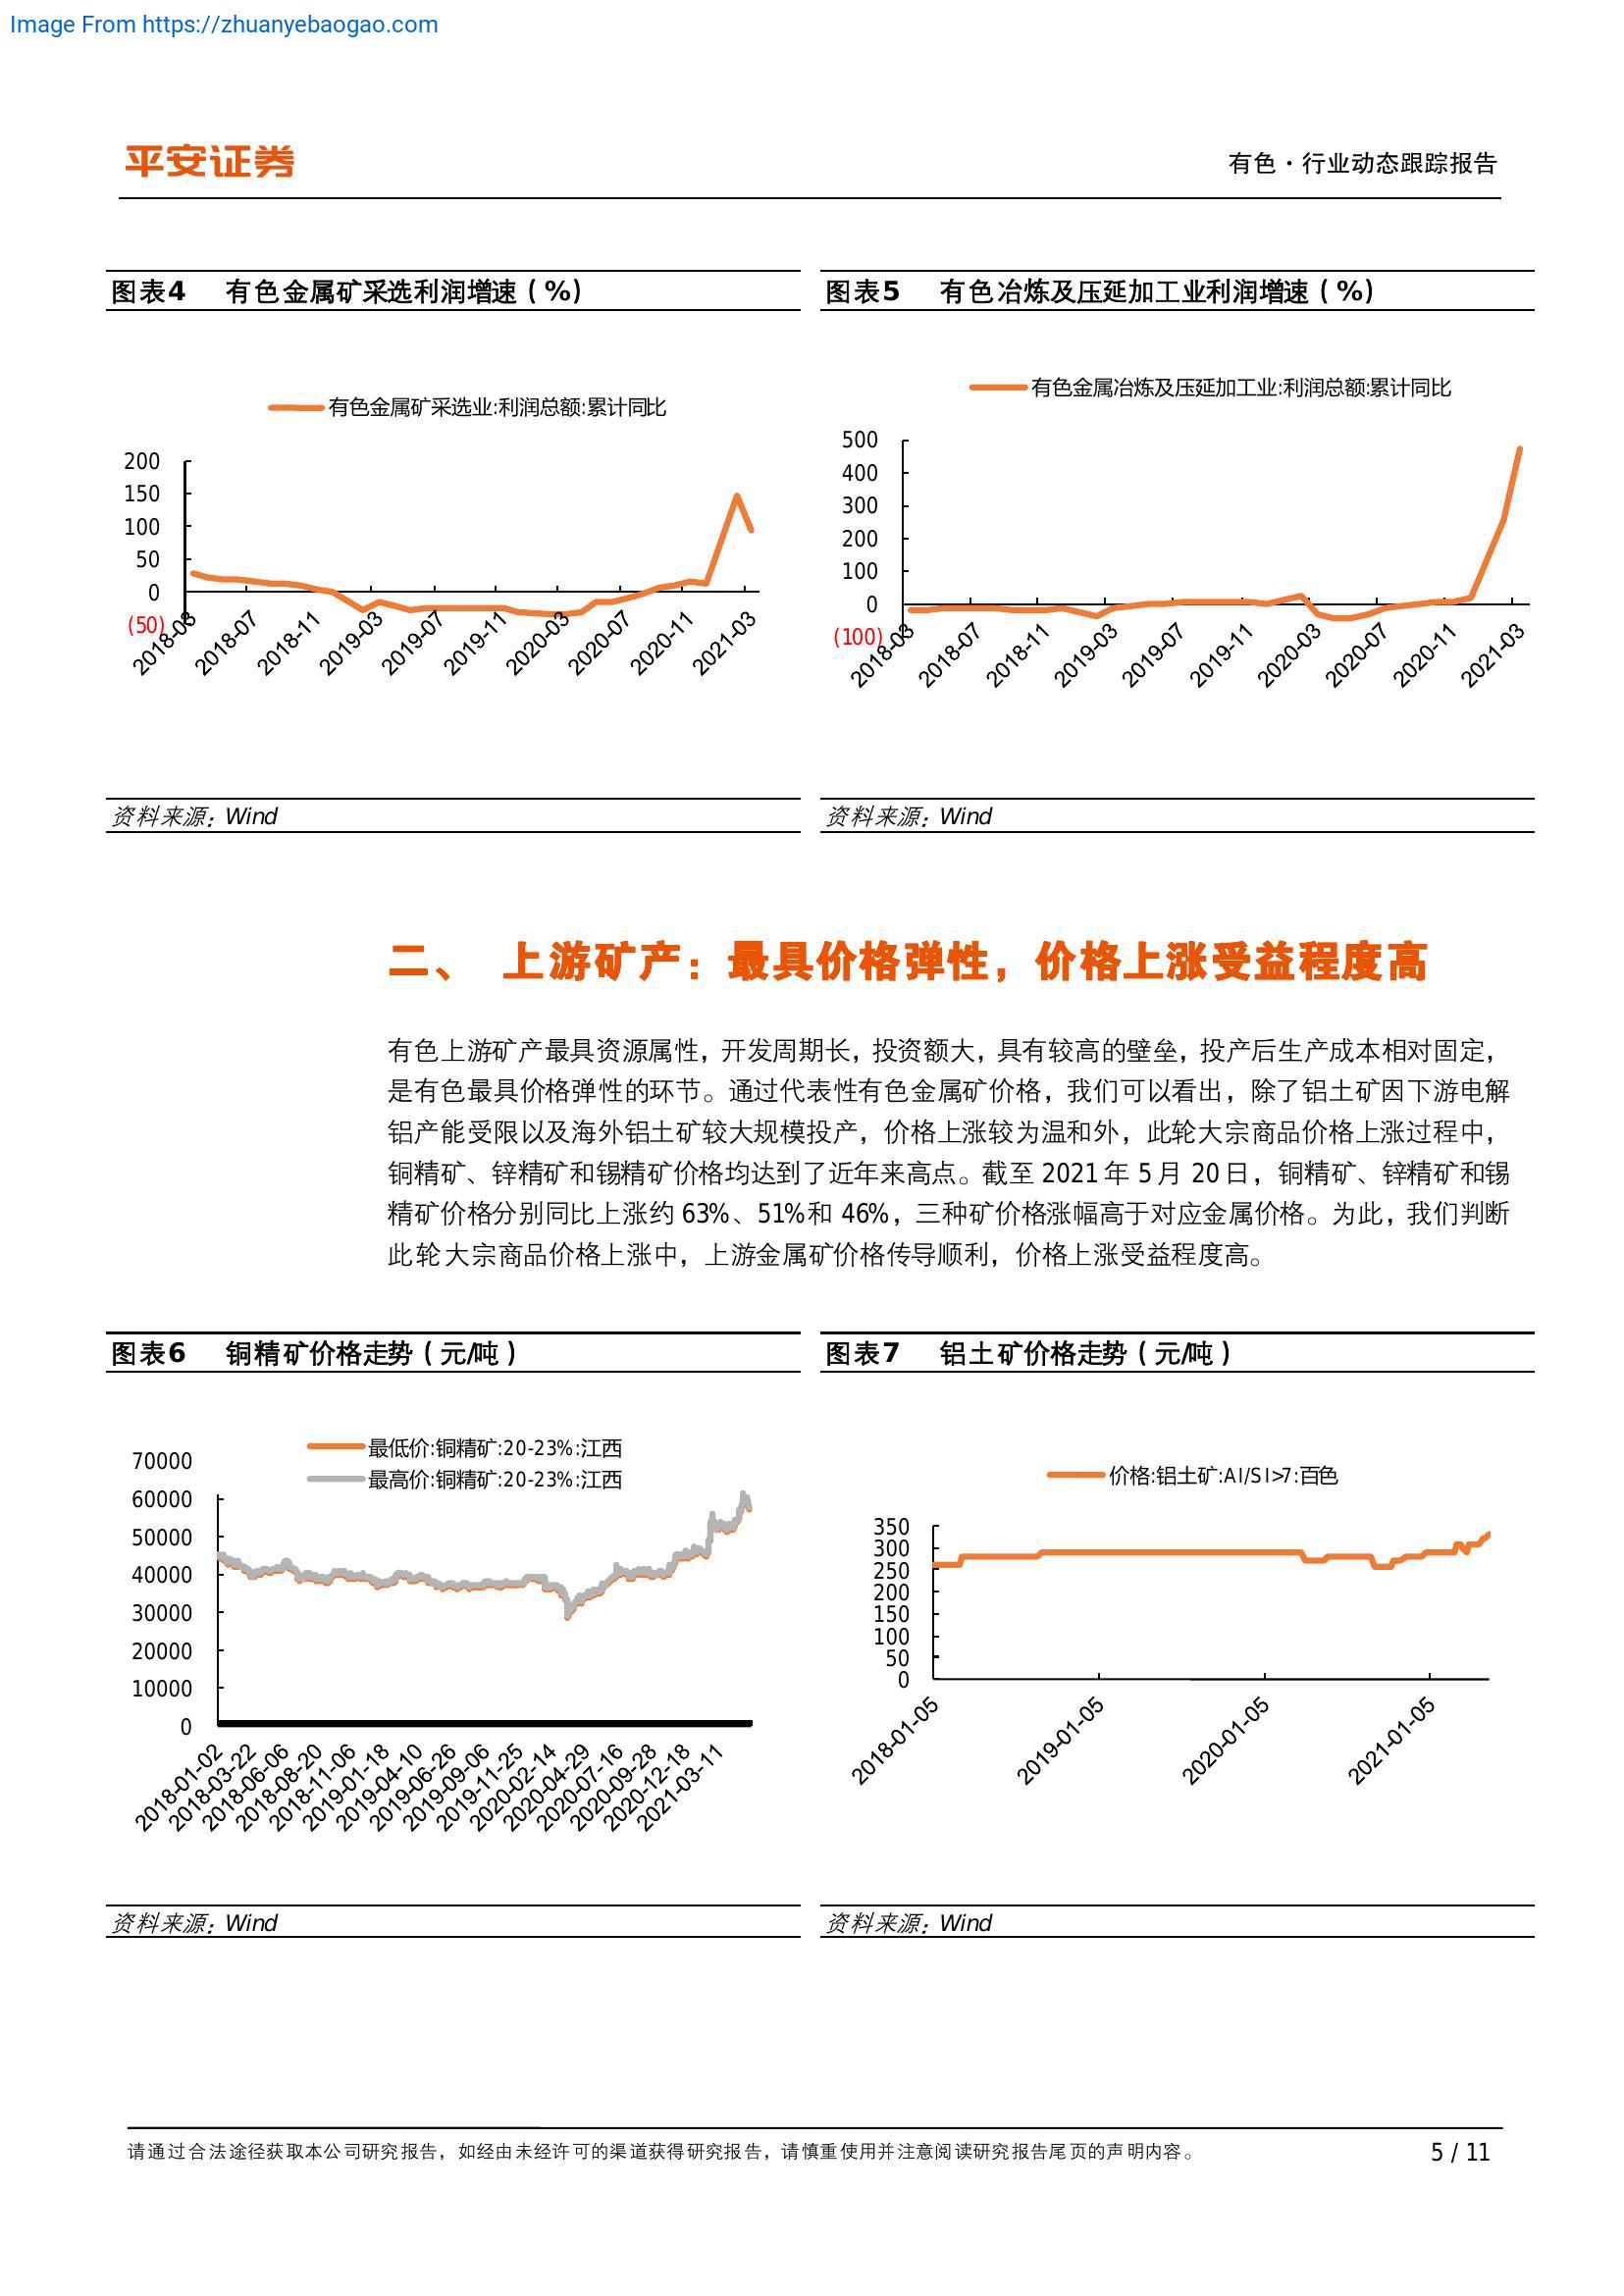 Image From https://zhuanyebaogao.com
平安证券
有色·行业动态跟踪报告
图表4 有色金属矿采选利润增速(%)
图表5 有色冶炼及压延加工业利润增速(%)
有色金属矿采选业:利润总额:累计同比
200
150
100
50
0
(50)
2018-03
2018-07
2018-11
2019-03
2019-07
2019-11
2020-03
2020-07
2020-11
2021-03
有色金属冶炼及压延加工业:利润总额:累计同比
500
400
300
200
100
0
(100)
2018-03
2018-07
2018-11
2019-03
2019-07
2019-11
2020-03
2020-07
2020-11
2021-03
资料来源:Wind
资料来源:Wind
二、 上游矿产:最具价格弹性,价格上涨受益程度高
有色上游矿产最具资源属性,开发周期长,投资额大,具有较高的壁垒,投产后生产成本相对固定,
是有色最具价格弹性的环节。通过代表性有色金属矿价格,我们可以看出,除了铝土矿因下游电解
铝产能受限以及海外铝土矿较大规模投产,价格上涨较为温和外,此轮大宗商品价格上涨过程中,
铜精矿、锌精矿和锡精矿价格均达到了近年来高点。截至 2021 年 5 月 20 日,铜精矿、锌精矿和锡
精矿价格分别同比上涨约 63%、51%和 46%,三种矿价格涨幅高于对应金属价格。为此,我们判断
此轮大宗商品价格上涨中,上游金属矿价格传导顺利,价格上涨受益程度高。
图表6 铜精矿价格走势(元/吨)
图表7 铝土矿价格走势(元/吨)
最低价:铜精矿:20-23%:江西
最高价:铜精矿:20-23%:江西
70000
60000
50000
40000
30000
20000
10000
0
2018-01-02
2018-03-22
2018-06-06
2018-08-20
2018-11-06
2019-01-18
2019-04-10
2019-06-26
2019-09-06
2019-11-25
2020-02-14
2020-04-29
2020-07-16
2020-09-28
2020-12-18
2021-03-11
价格:铝土矿:Al/SI>7:百色
350
300
250
200
150
100
50
0
2018-01-05
2019-01-05
2020-01-05
2021-01-05
资料来源:Wind
资料来源:Wind
请通过合法途径获取本公司研究报告,如经由未经许可的渠道获得研究报告,请慎重使用并注意阅读研究报告尾页的声明内容。
5 / 11